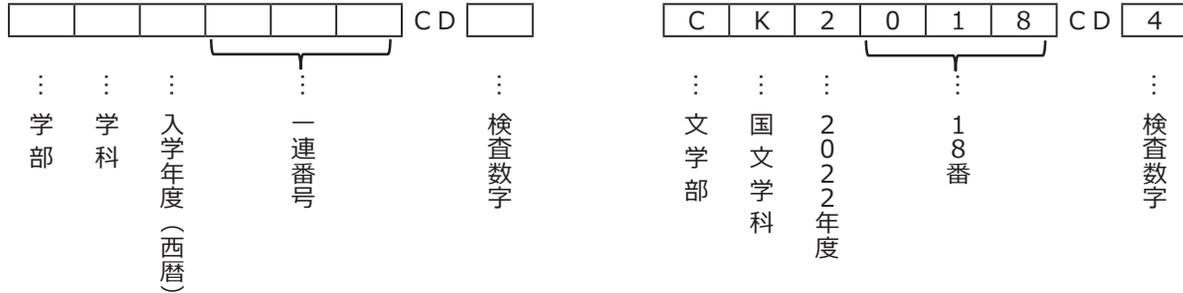 CD
学部
学科
入学年度（西暦）
一連番号
検査数字
C K 2 0 1 8 CD 4
文学部
国文学科
2022年度
18番
検査数字